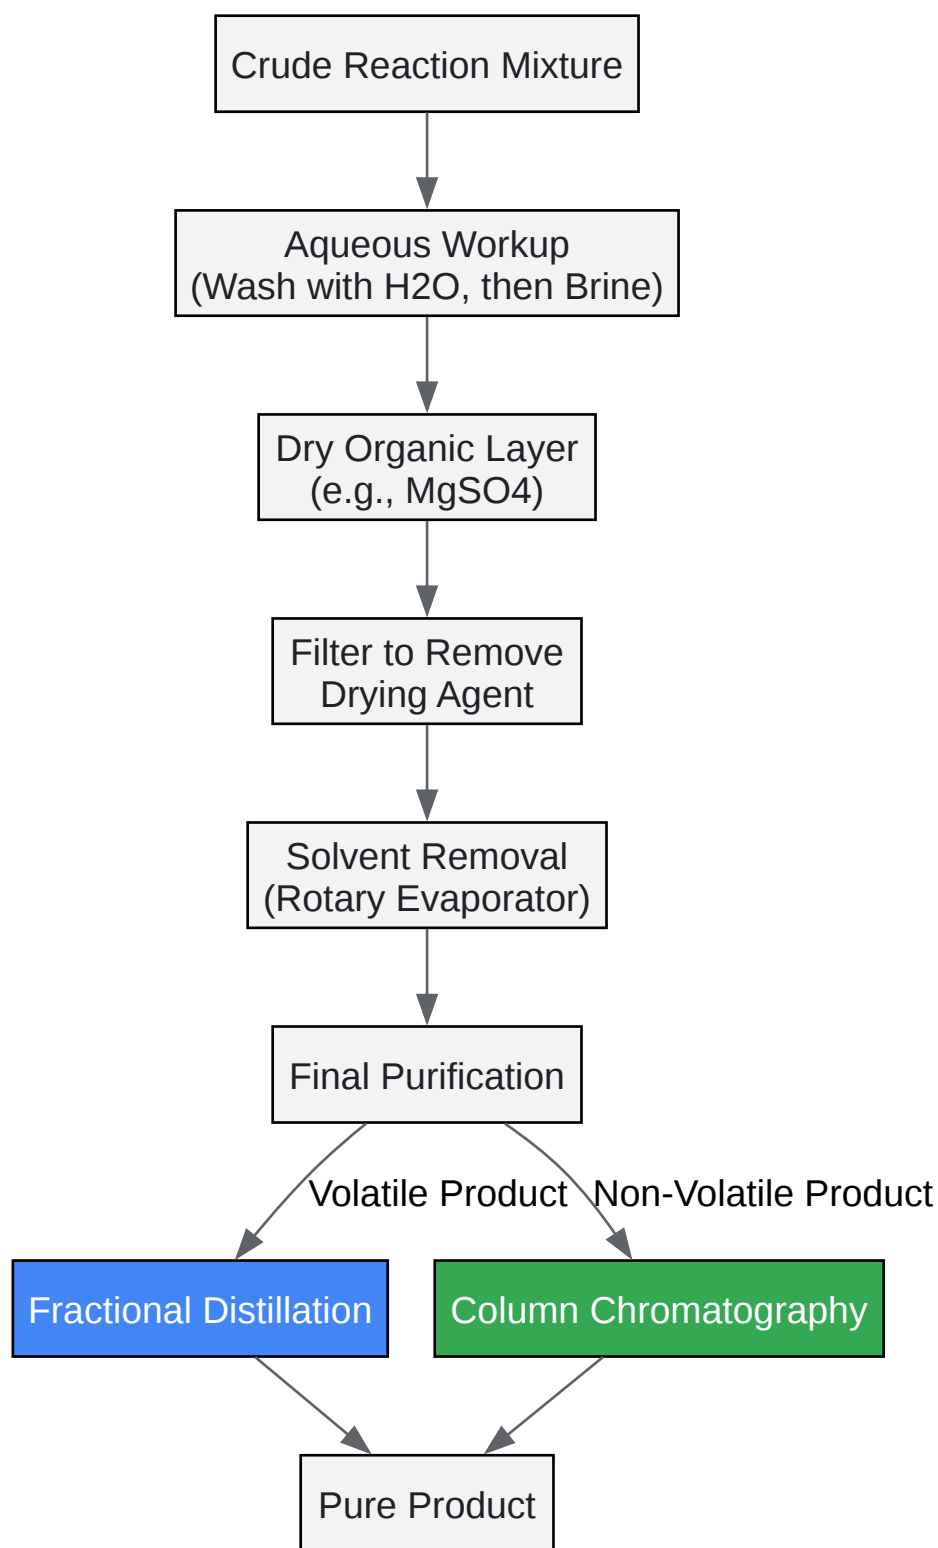 Crude Reaction Mixture
Aqueous Workup
(Wash with H2O, then Brine)
Dry Organic Layer
(e.g., MgSO4)
Filter to Remove
Drying Agent
Solvent Removal
(Rotary Evaporator)
Final Purification
Volatile Product
Non-Volatile Product
Fractional Distillation
Column Chromatography
Pure Product